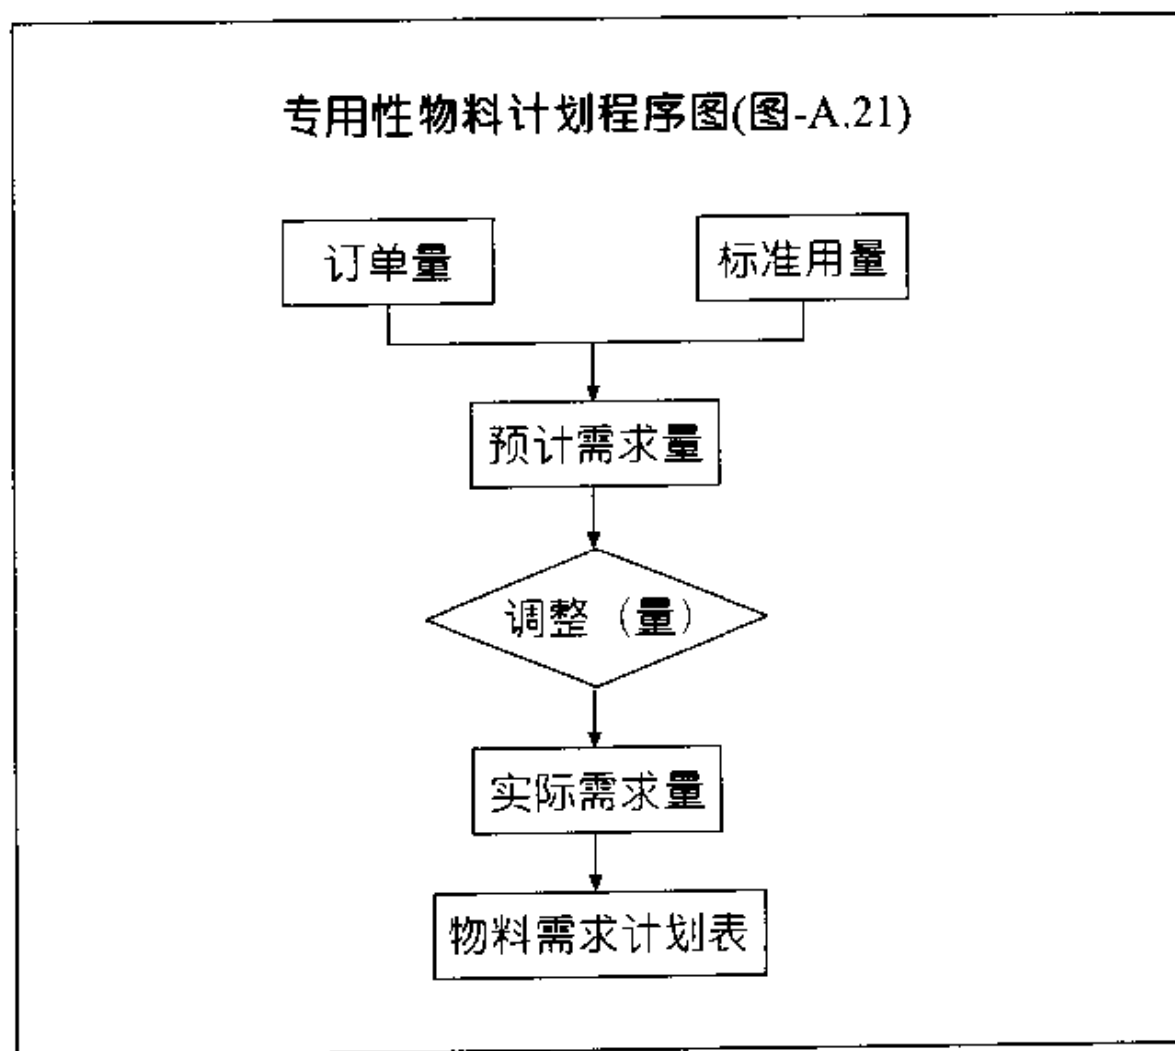 专用性物料计划程序图(图-A.21)
订单量
标准用量
预计需求量
调整（量）
实际需求量
物料需求计划表